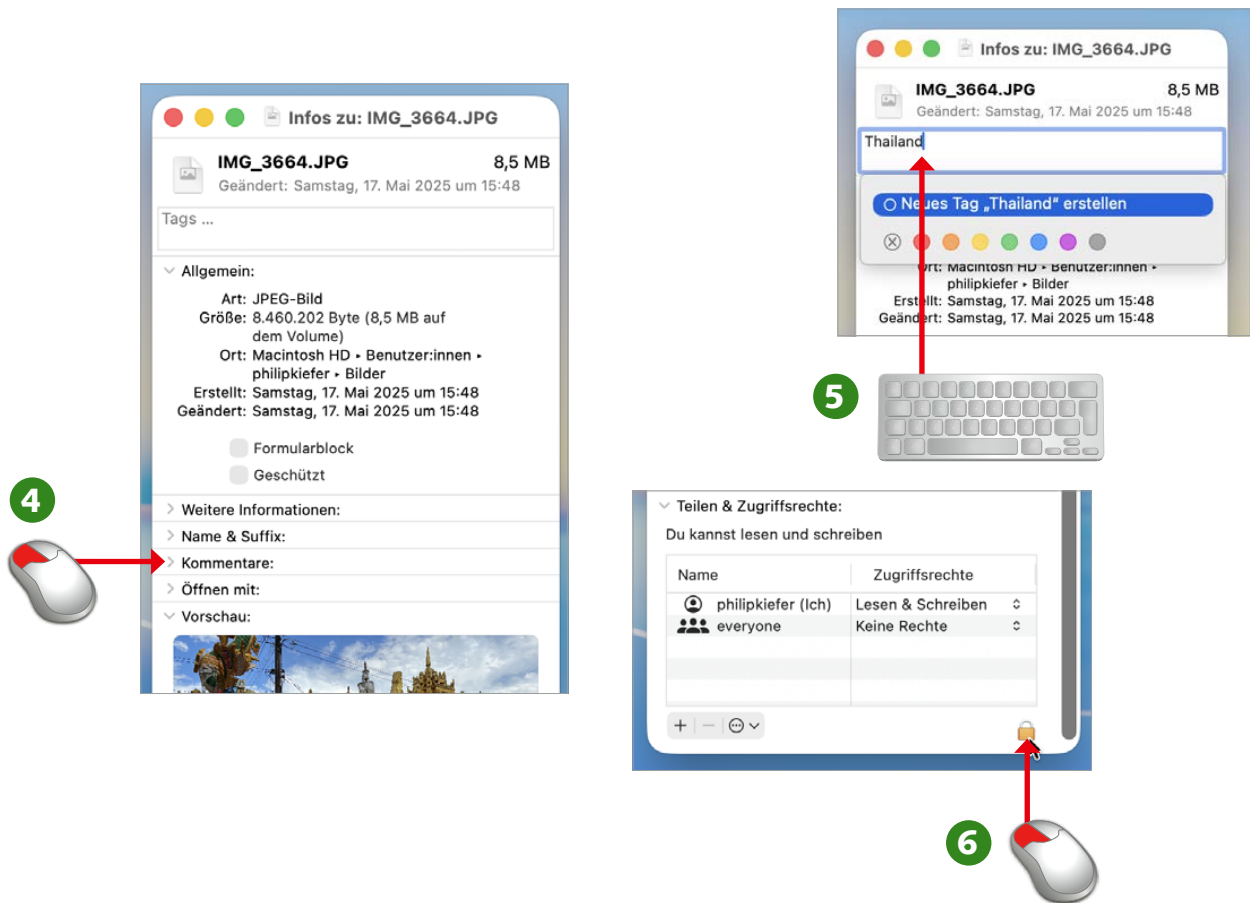 Infos zu: IMG_3664.JPG
IMG_3664.JPG 8,5 MB
Geändert: Samstag, 17. Mai 2025 um 15:48
Tags ...
Allgemein:
Art: JPEG-Bild
Größe: 8.460.202 Byte (8,5 MB auf
dem Volume)
Ort: Macintosh HD ▸ Benutzer:innen ▸
philipkiefer ▸ Bilder
Erstellt: Samstag, 17. Mai 2025 um 15:48
Geändert: Samstag, 17. Mai 2025 um 15:48
Formularblock
Geschützt
Weitere Informationen:
Name & Suffix:
Kommentare:
Öffnen mit:
Vorschau:
4
Infos zu: IMG_3664.JPG
IMG_3664.JPG 8,5 MB
Geändert: Samstag, 17. Mai 2025 um 15:48
Thailand
Neues Tag „Thailand“ erstellen
Ort: Macintosh HD ▸ Benutzer:innen ▸
philipkiefer ▸ Bilder
Erstellt: Samstag, 17. Mai 2025 um 15:48
Geändert: Samstag, 17. Mai 2025 um 15:48
5
Teilen & Zugriffsrechte:
Du kannst lesen und schreiben
Name Zugriffsrechte
philipkiefer (Ich) Lesen & Schreiben
everyone Keine Rechte
6